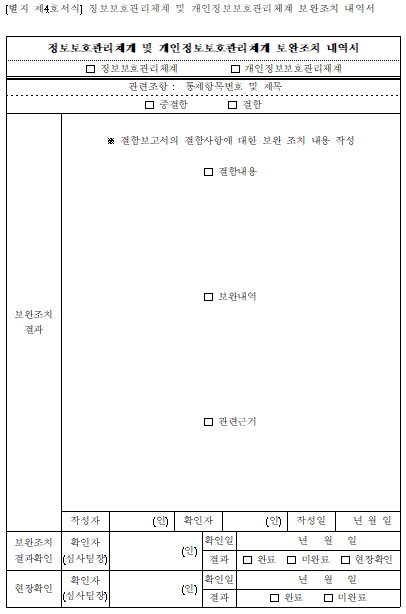 [별지 제4호서식] 정보보호관리체계 및 개인정보보호관리체계 보완조치 내역서
정보보호관리체계 및 개인정보보호관리체계 보완조치 내역서
□ 정보보호관리체계 □ 개인정보보호관리체계
관련조항 : 통제항목번호 및 제목
□ 중결함 □ 결함
※ 결함보고서의 결함사항에 대한 보완 조치 내용 작성
□ 결함내용
□ 보완내역
보완조치
결과
□ 관련근거
작성자 (인) 확인자 (인) 작성일 년 월 일
보완조치
결과확인
확인자
(심사팀장)
(인)
확인일 년 월 일
결과 □ 완료 □ 미완료 □ 현장확인
현장확인
확인자
(심사팀장)
(인)
확인일 년 월 일
결과 □ 완료 □ 미완료